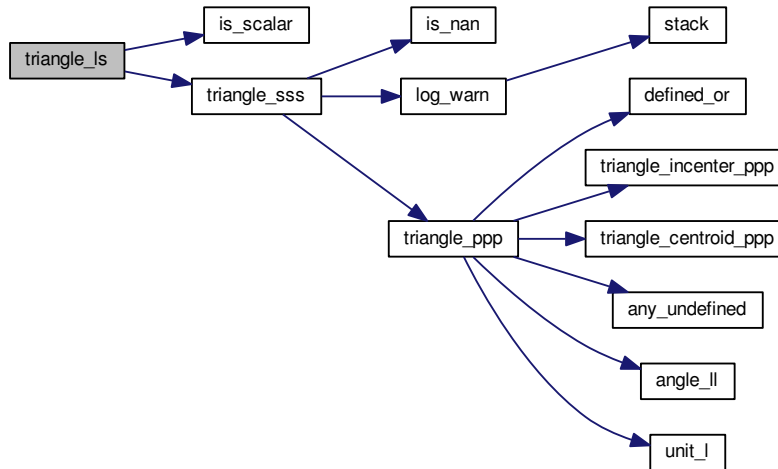 is_scalar
is_nan
stack
triangle_ls
triangle_sss
log_warn
defined_or
triangle_incenter_ppp
triangle_ppp
triangle_centroid_ppp
any_undefined
angle_ll
unit_l